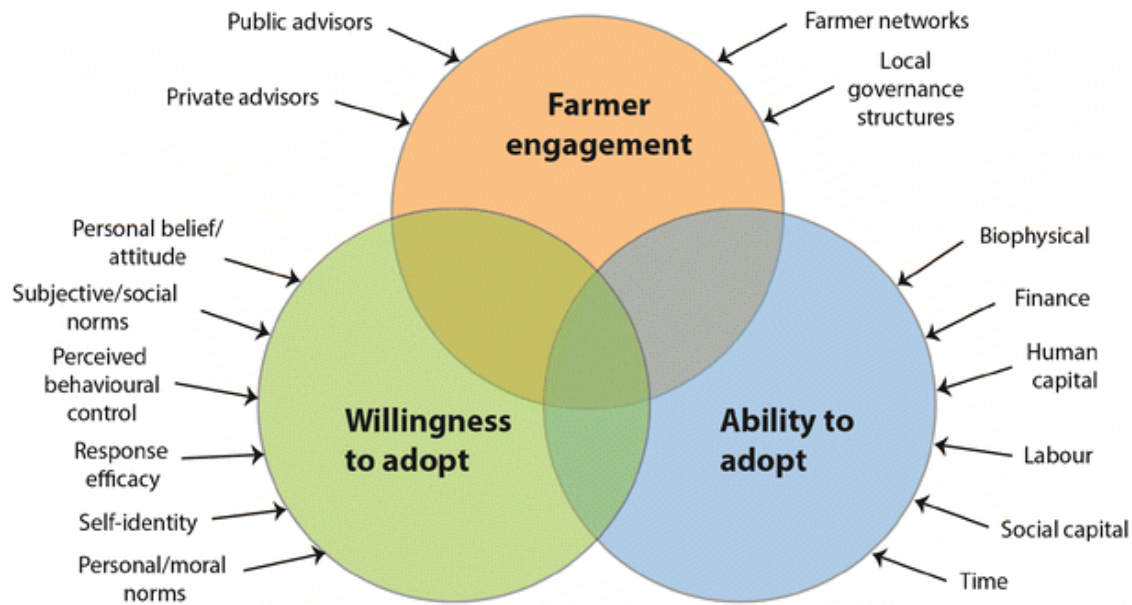 Public advisors
Private advisors
Farmer networks
Local
governance
structures
Farmer
engagement
Personal belief/
attitude
Subjective/social
norms
Perceived
behavioural
control
Response
efficacy
Self-identity
Personal/moral
norms
Willingness
to adopt
Ability to
adopt
Biophysical
Finance
Human
capital
Labour
Social capital
Time